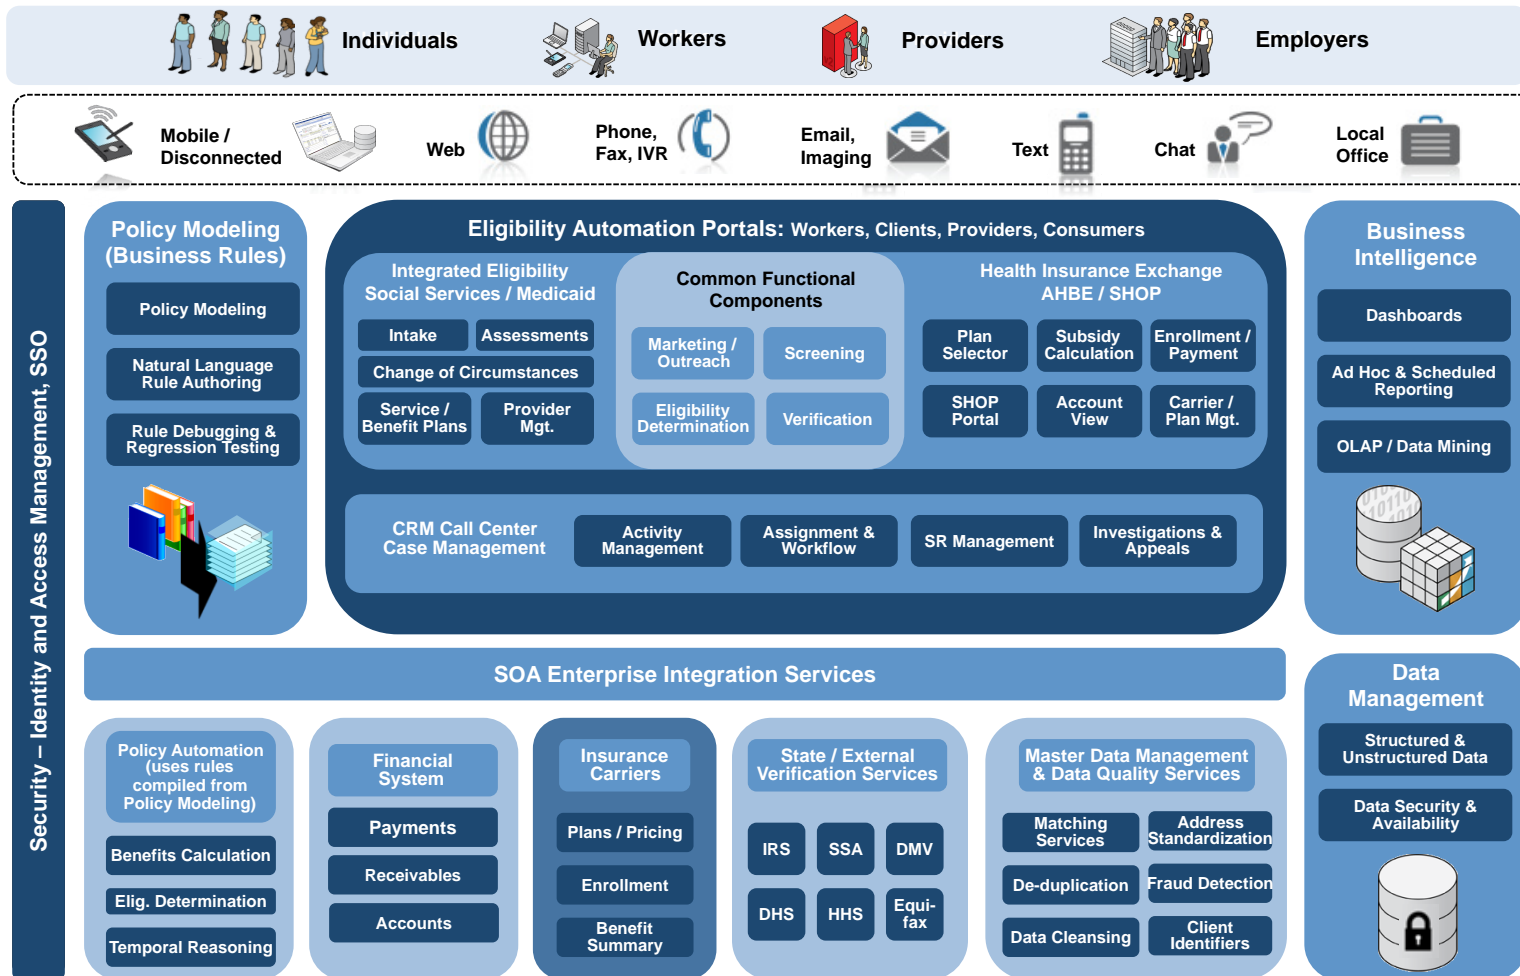 Individuals
Workers
Providers
Employers
Mobile /
Disconnected
Web
Phone,
Fax, IVR
Email,
Imaging
Text
Chat
Local
Office
Security – Identity and Access Management, SSO
Policy Modeling
(Business Rules)
Policy Modeling
Natural Language
Rule Authoring
Rule Debugging &
Regression Testing
Eligibility Automation Portals: Workers, Clients, Providers, Consumers
Integrated Eligibility
Social Services / Medicaid
Intake
Assessments
Change of Circumstances
Service /
Benefit Plans
Provider
Mgt.
Common Functional
Components
Marketing /
Outreach
Screening
Eligibility
Determination
Verification
Health Insurance Exchange
AHBE / SHOP
Plan
Selector
Subsidy
Calculation
Enrollment /
Payment
SHOP
Portal
Account
View
Carrier /
Plan Mgt.
CRM Call Center
Case Management
Activity
Management
Assignment &
Workflow
SR Management
Investigations &
Appeals
Business
Intelligence
Dashboards
Ad Hoc & Scheduled
Reporting
OLAP / Data Mining
SOA Enterprise Integration Services
Policy Automation
(uses rules
compiled from
Policy Modeling)
Benefits Calculation
Elig. Determination
Temporal Reasoning
Financial
System
Payments
Receivables
Accounts
Insurance
Carriers
Plans / Pricing
Enrollment
Benefit
Summary
State / External
Verification Services
IRS
SSA
DMV
DHS
HHS
Equi-
fax
Master Data Management
& Data Quality Services
Matching
Services
Address
Standardization
De-duplication
Fraud Detection
Data Cleansing
Client
Identifiers
Data
Management
Structured &
Unstructured Data
Data Security &
Availability